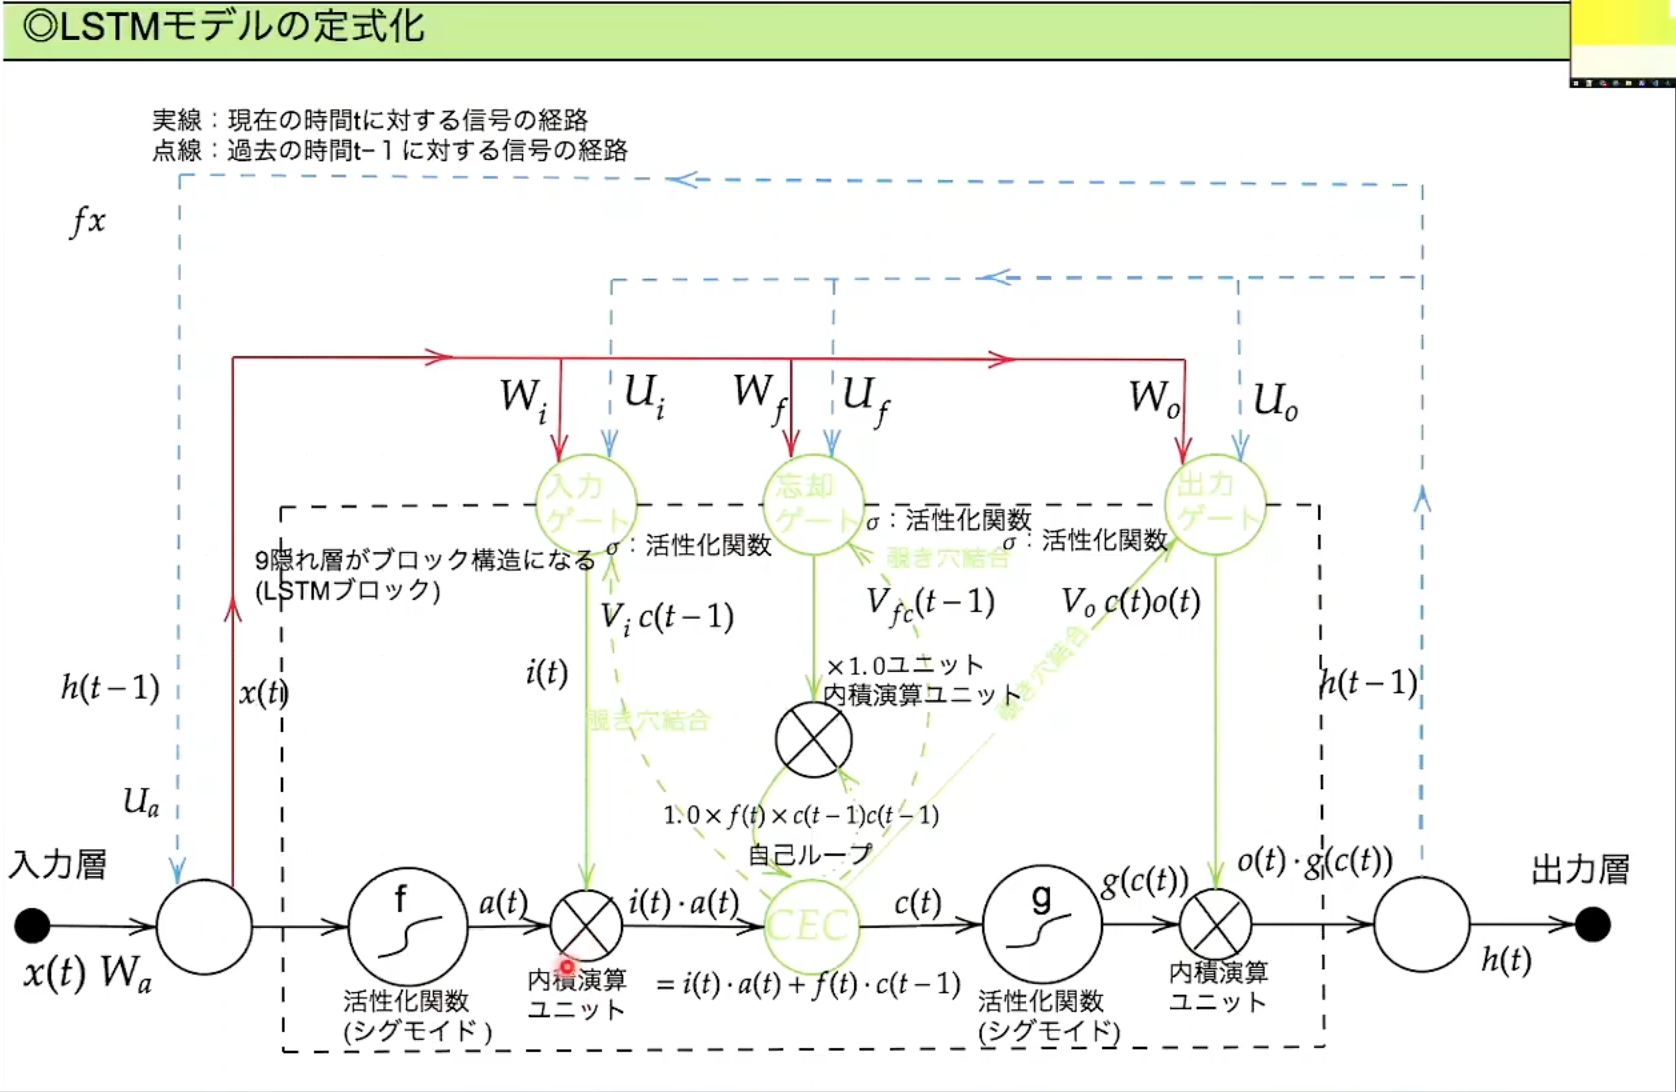 ◎LSTMモデルの定式化
実線：現在の時間tに対する信号の経路
点線：過去の時間t−１に対する信号の経路
fx
W_i
U_i
W_f
U_f
W_o
U_o
入力
ゲート
忘却
ゲート
出力
ゲート
σ：活性化関数
σ：活性化関数
σ：活性化関数
9隠れ層がブロック構造になる
(LSTMブロック)
覗き穴結合
V_i c(t−1)
V_fc(t−1)
V_o c(t)o(t)
i(t)
×1.0ユニット
内積演算ユニット
h(t−1)
x(t)
h(t−1)
覗き穴結合
覗き穴結合
U_a
1.0×f(t)×c(t−1)c(t−1)
自己ループ
入力層
f
a(t)
i(t)·a(t)
CEC
c(t)
g
g(c(t))
o(t)·g(c(t))
出力層
x(t) W_a
h(t)
活性化関数
(シグモイド )
内積演算
ユニット
= i(t)·a(t)+f(t)·c(t−1)
活性化関数
(シグモイド)
内積演算
ユニット